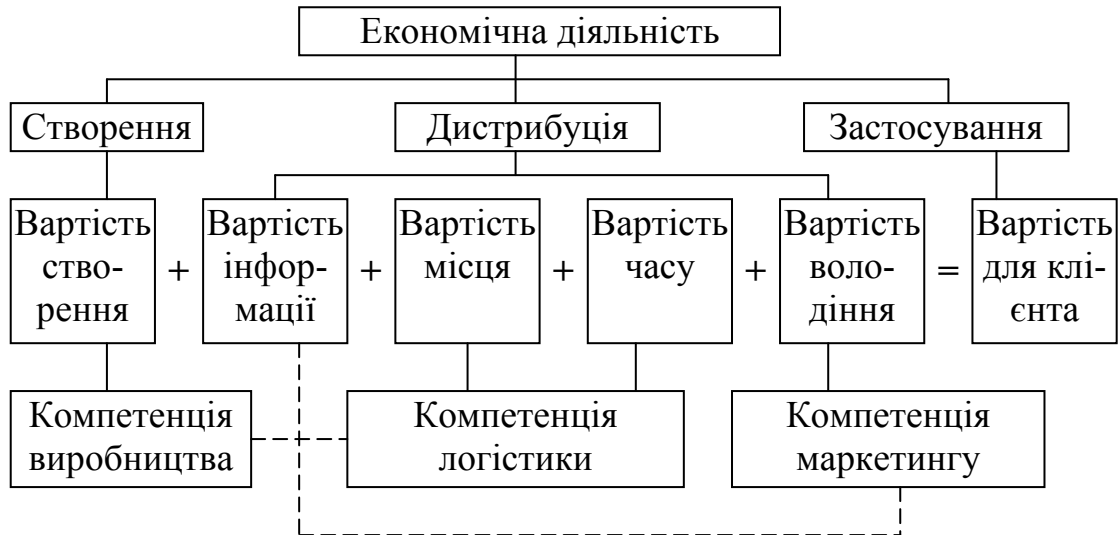 Економічна діяльність
Створення
Дистрибуція
Застосування
Вартість
ство-
рення
+
Вартість
інфор-
мації
+
Вартість
місця
+
Вартість
часу
+
Вартість
воло-
діння
=
Вартість
для клі-
єнта
Компетенція
виробництва
Компетенція
логістики
Компетенція
маркетингу